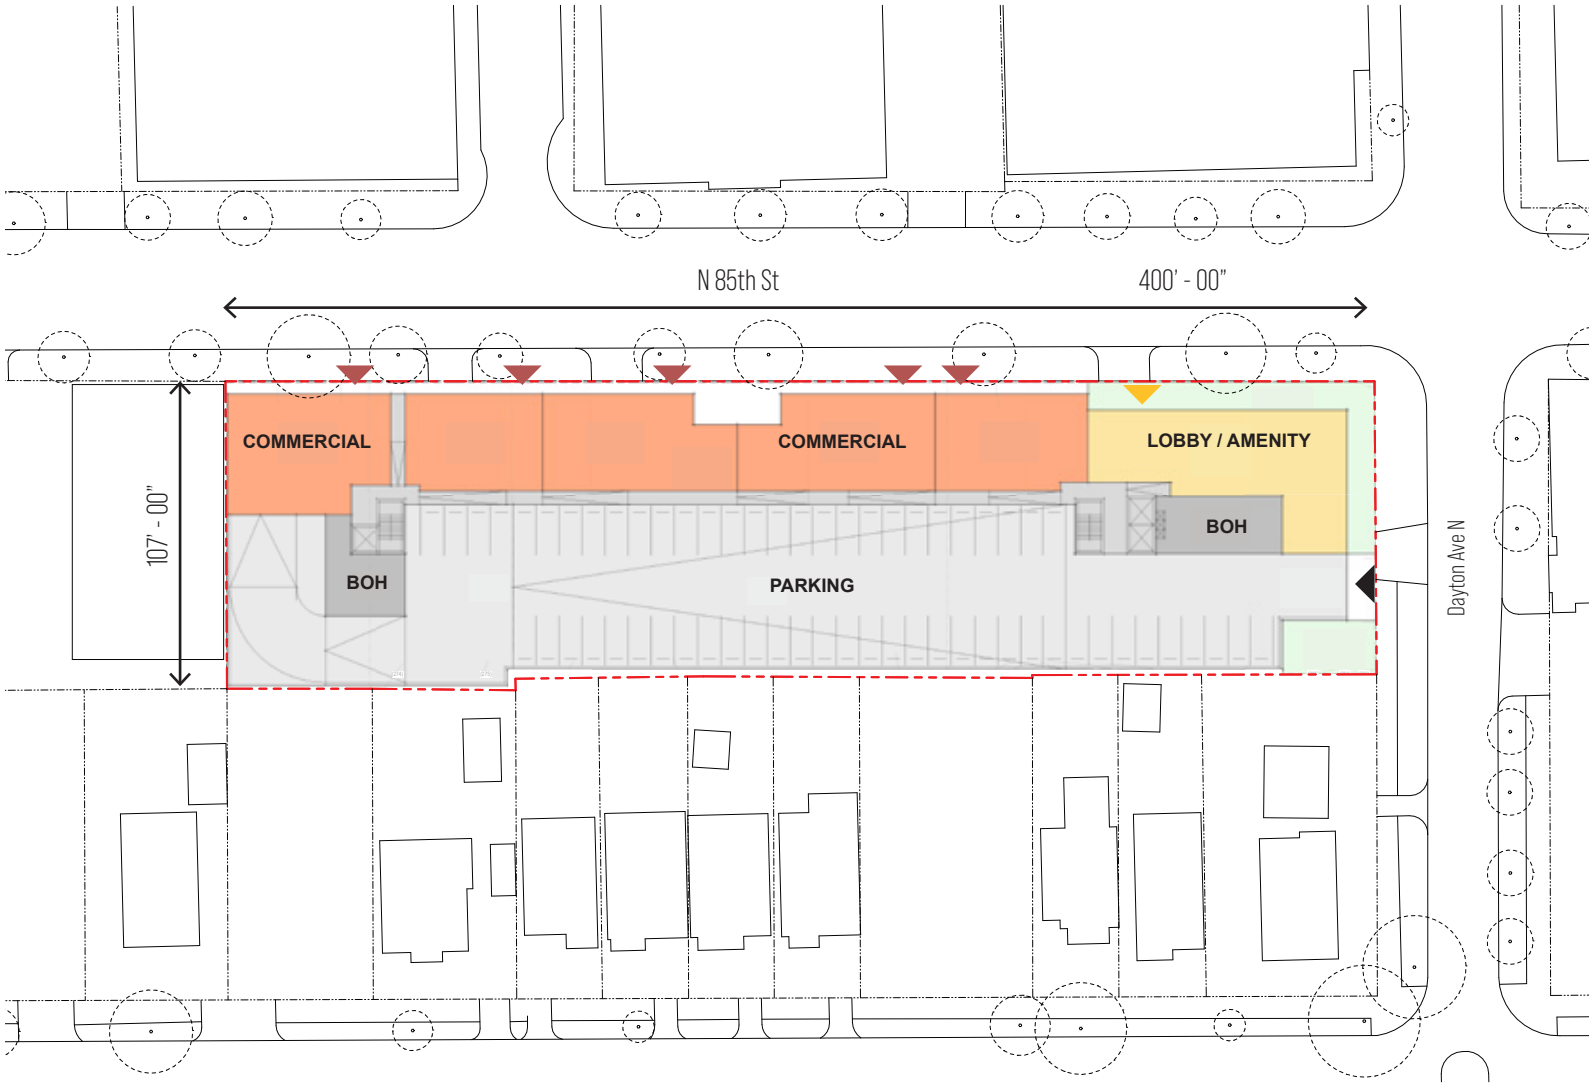 N 85th St
400' - 00"
COMMERCIAL
COMMERCIAL
LOBBY / AMENITY
107' - 00"
BOH
BOH
PARKING
Dayton Ave N